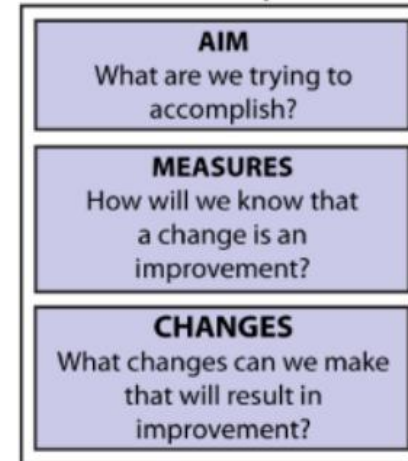 AIM
What are we trying to
accomplish?
MEASURES
How will we know that
a change is an
improvement?
CHANGES
What changes can we make
that will result in
improvement?